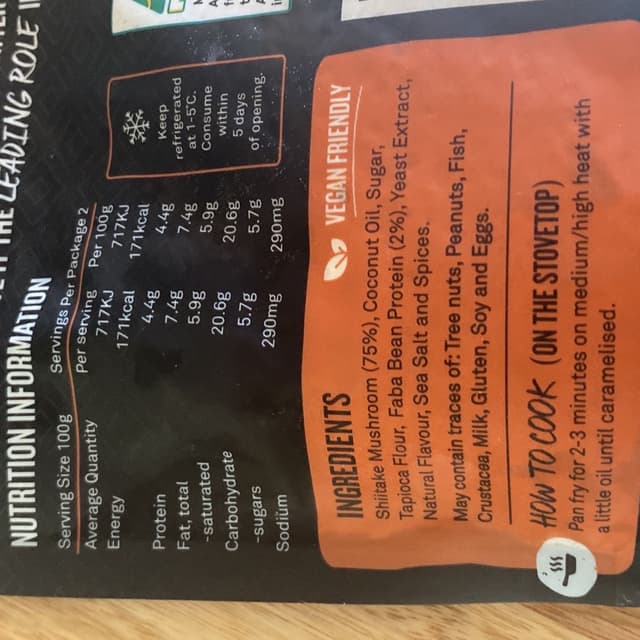 THE LEADING ROLE I
NUTRITION INFORMATION
Serving Size 100g Servings Per Package 2
Average Quantity Per serving Per 100g
Energy 717KJ 717KJ
171kcal 171kcal
Protein 4.4g 4.4g
Fat, total 7.4g 7.4g
-saturated 5.9g 5.9g
Carbohydrate 20.6g 20.6g
-sugars 5.7g 5.7g
Sodium 290mg 290mg
Keep
refrigerated
at 1-5°C.
Consume
within
5 days
of opening.
INGREDIENTS VEGAN FRIENDLY
Shiitake Mushroom (75%), Coconut Oil, Sugar,
Tapioca Flour, Faba Bean Protein (2%), Yeast Extract,
Natural Flavour, Sea Salt and Spices.
May contain traces of: Tree nuts, Peanuts, Fish,
Crustacea, Milk, Gluten, Soy and Eggs.
HOW TO COOK (ON THE STOVETOP)
Pan fry for 2-3 minutes on medium/high heat with
a little oil until caramelised.